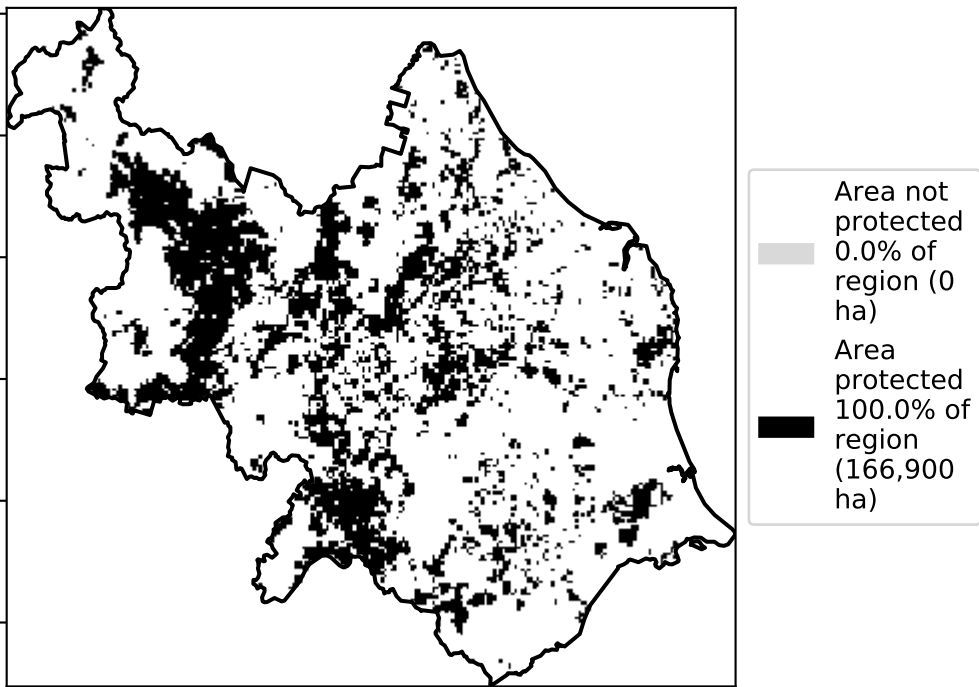 Area not
protected
0.0% of
region (0
ha)
Area
protected
100.0% of
region
(166,900
ha)